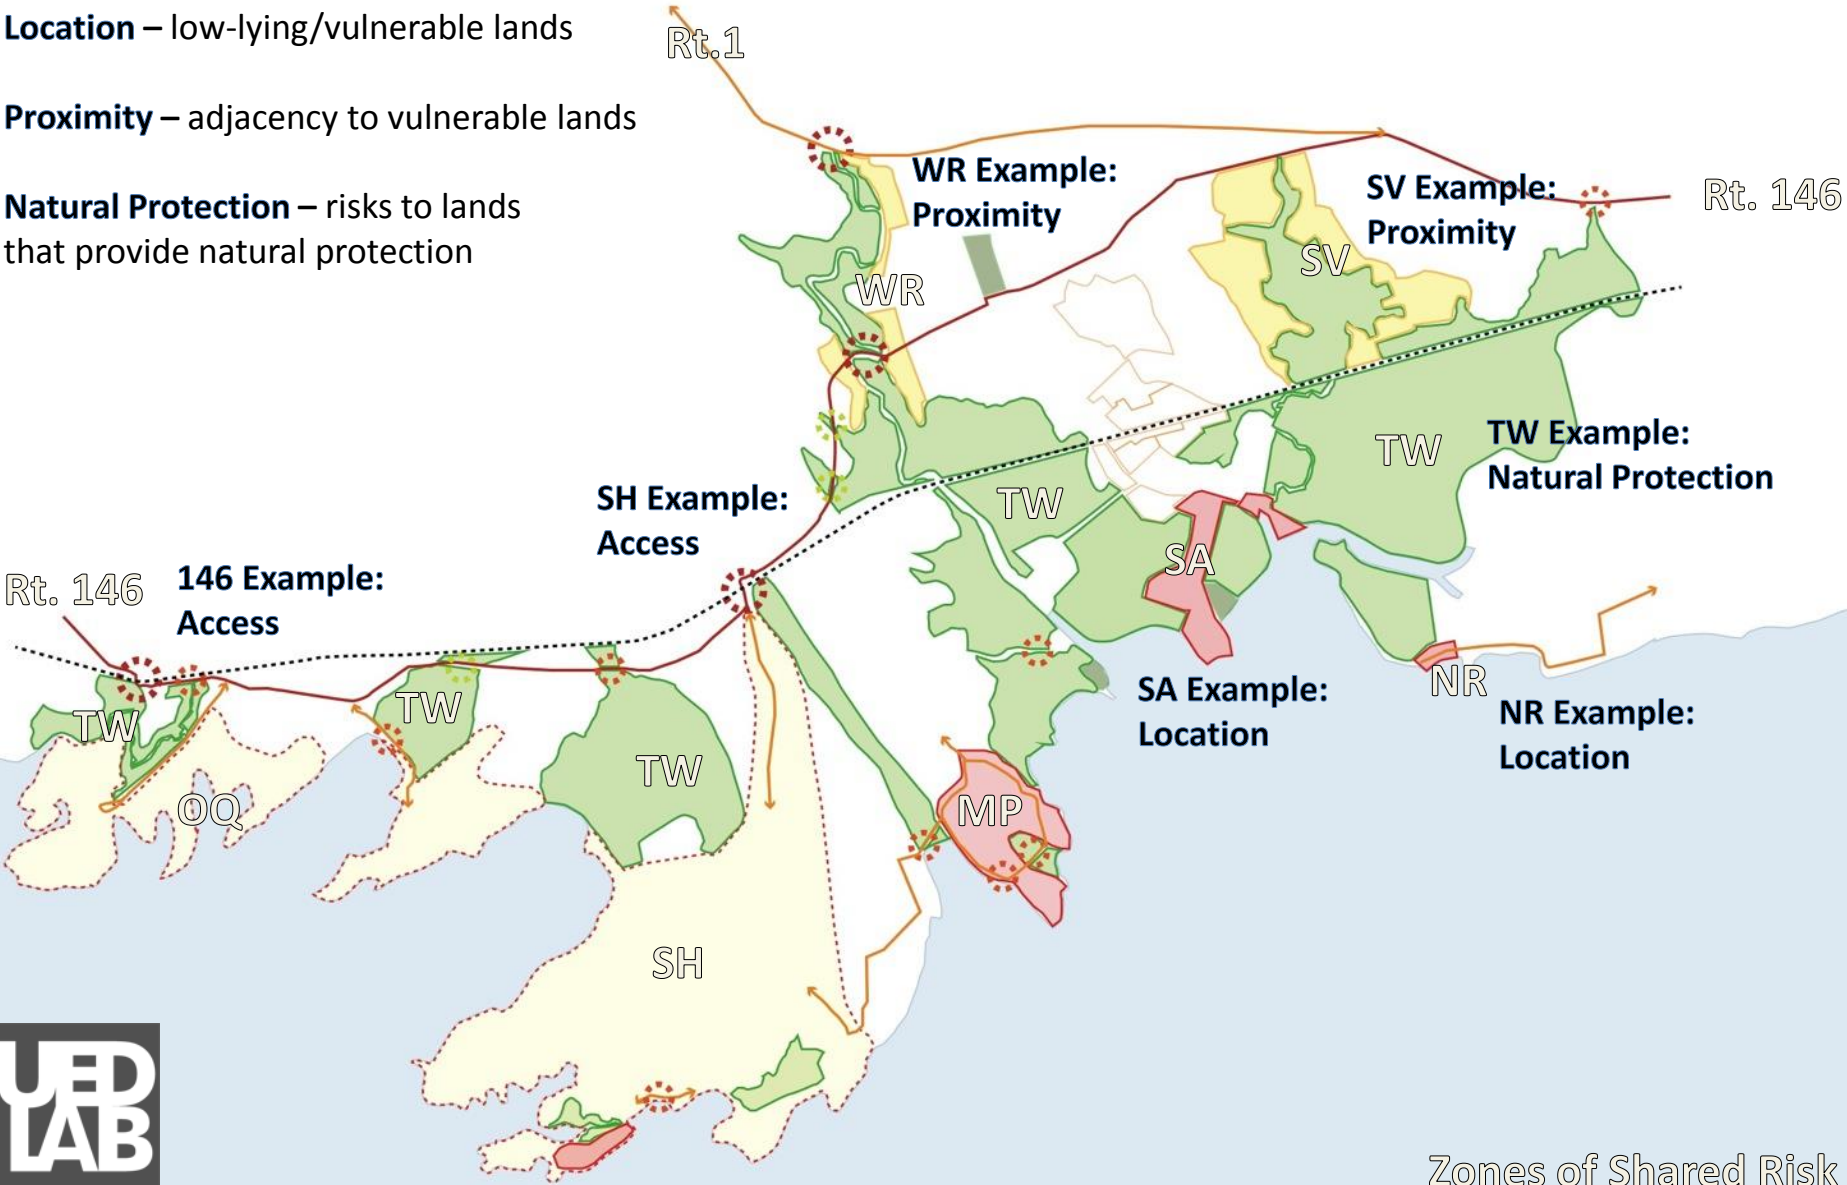 Location – low-lying/vulnerable lands
Proximity – adjacency to vulnerable lands
Natural Protection – risks to lands
that provide natural protection
Rt.1
WR Example:
Proximity
SV Example:
Proximity
Rt. 146
WR
SV
TW
TW Example:
Natural Protection
SH Example:
Access
TW
SA
Rt. 146
146 Example:
Access
TW
TW
TW
OQ
MP
SA Example:
Location
NR
NR Example:
Location
SH
UED
LAB
Zones of Shared Risk